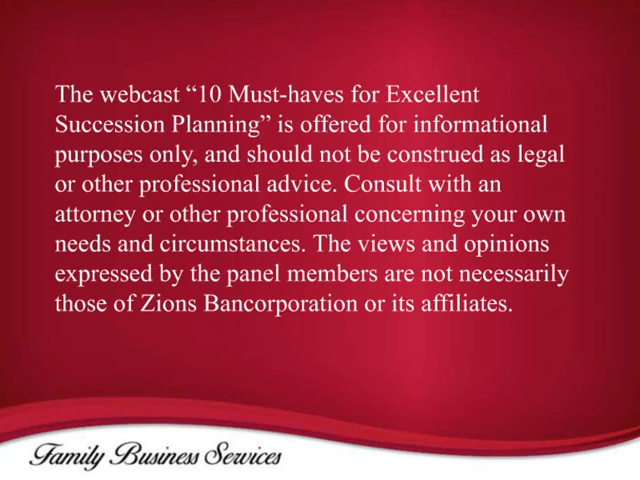 The webcast “10 Must-haves for Excellent
Succession Planning” is offered for informational
purposes only, and should not be construed as legal
or other professional advice. Consult with an
attorney or other professional concerning your own
needs and circumstances. The views and opinions
expressed by the panel members are not necessarily
those of Zions Bancorporation or its affiliates.
Family Business Services